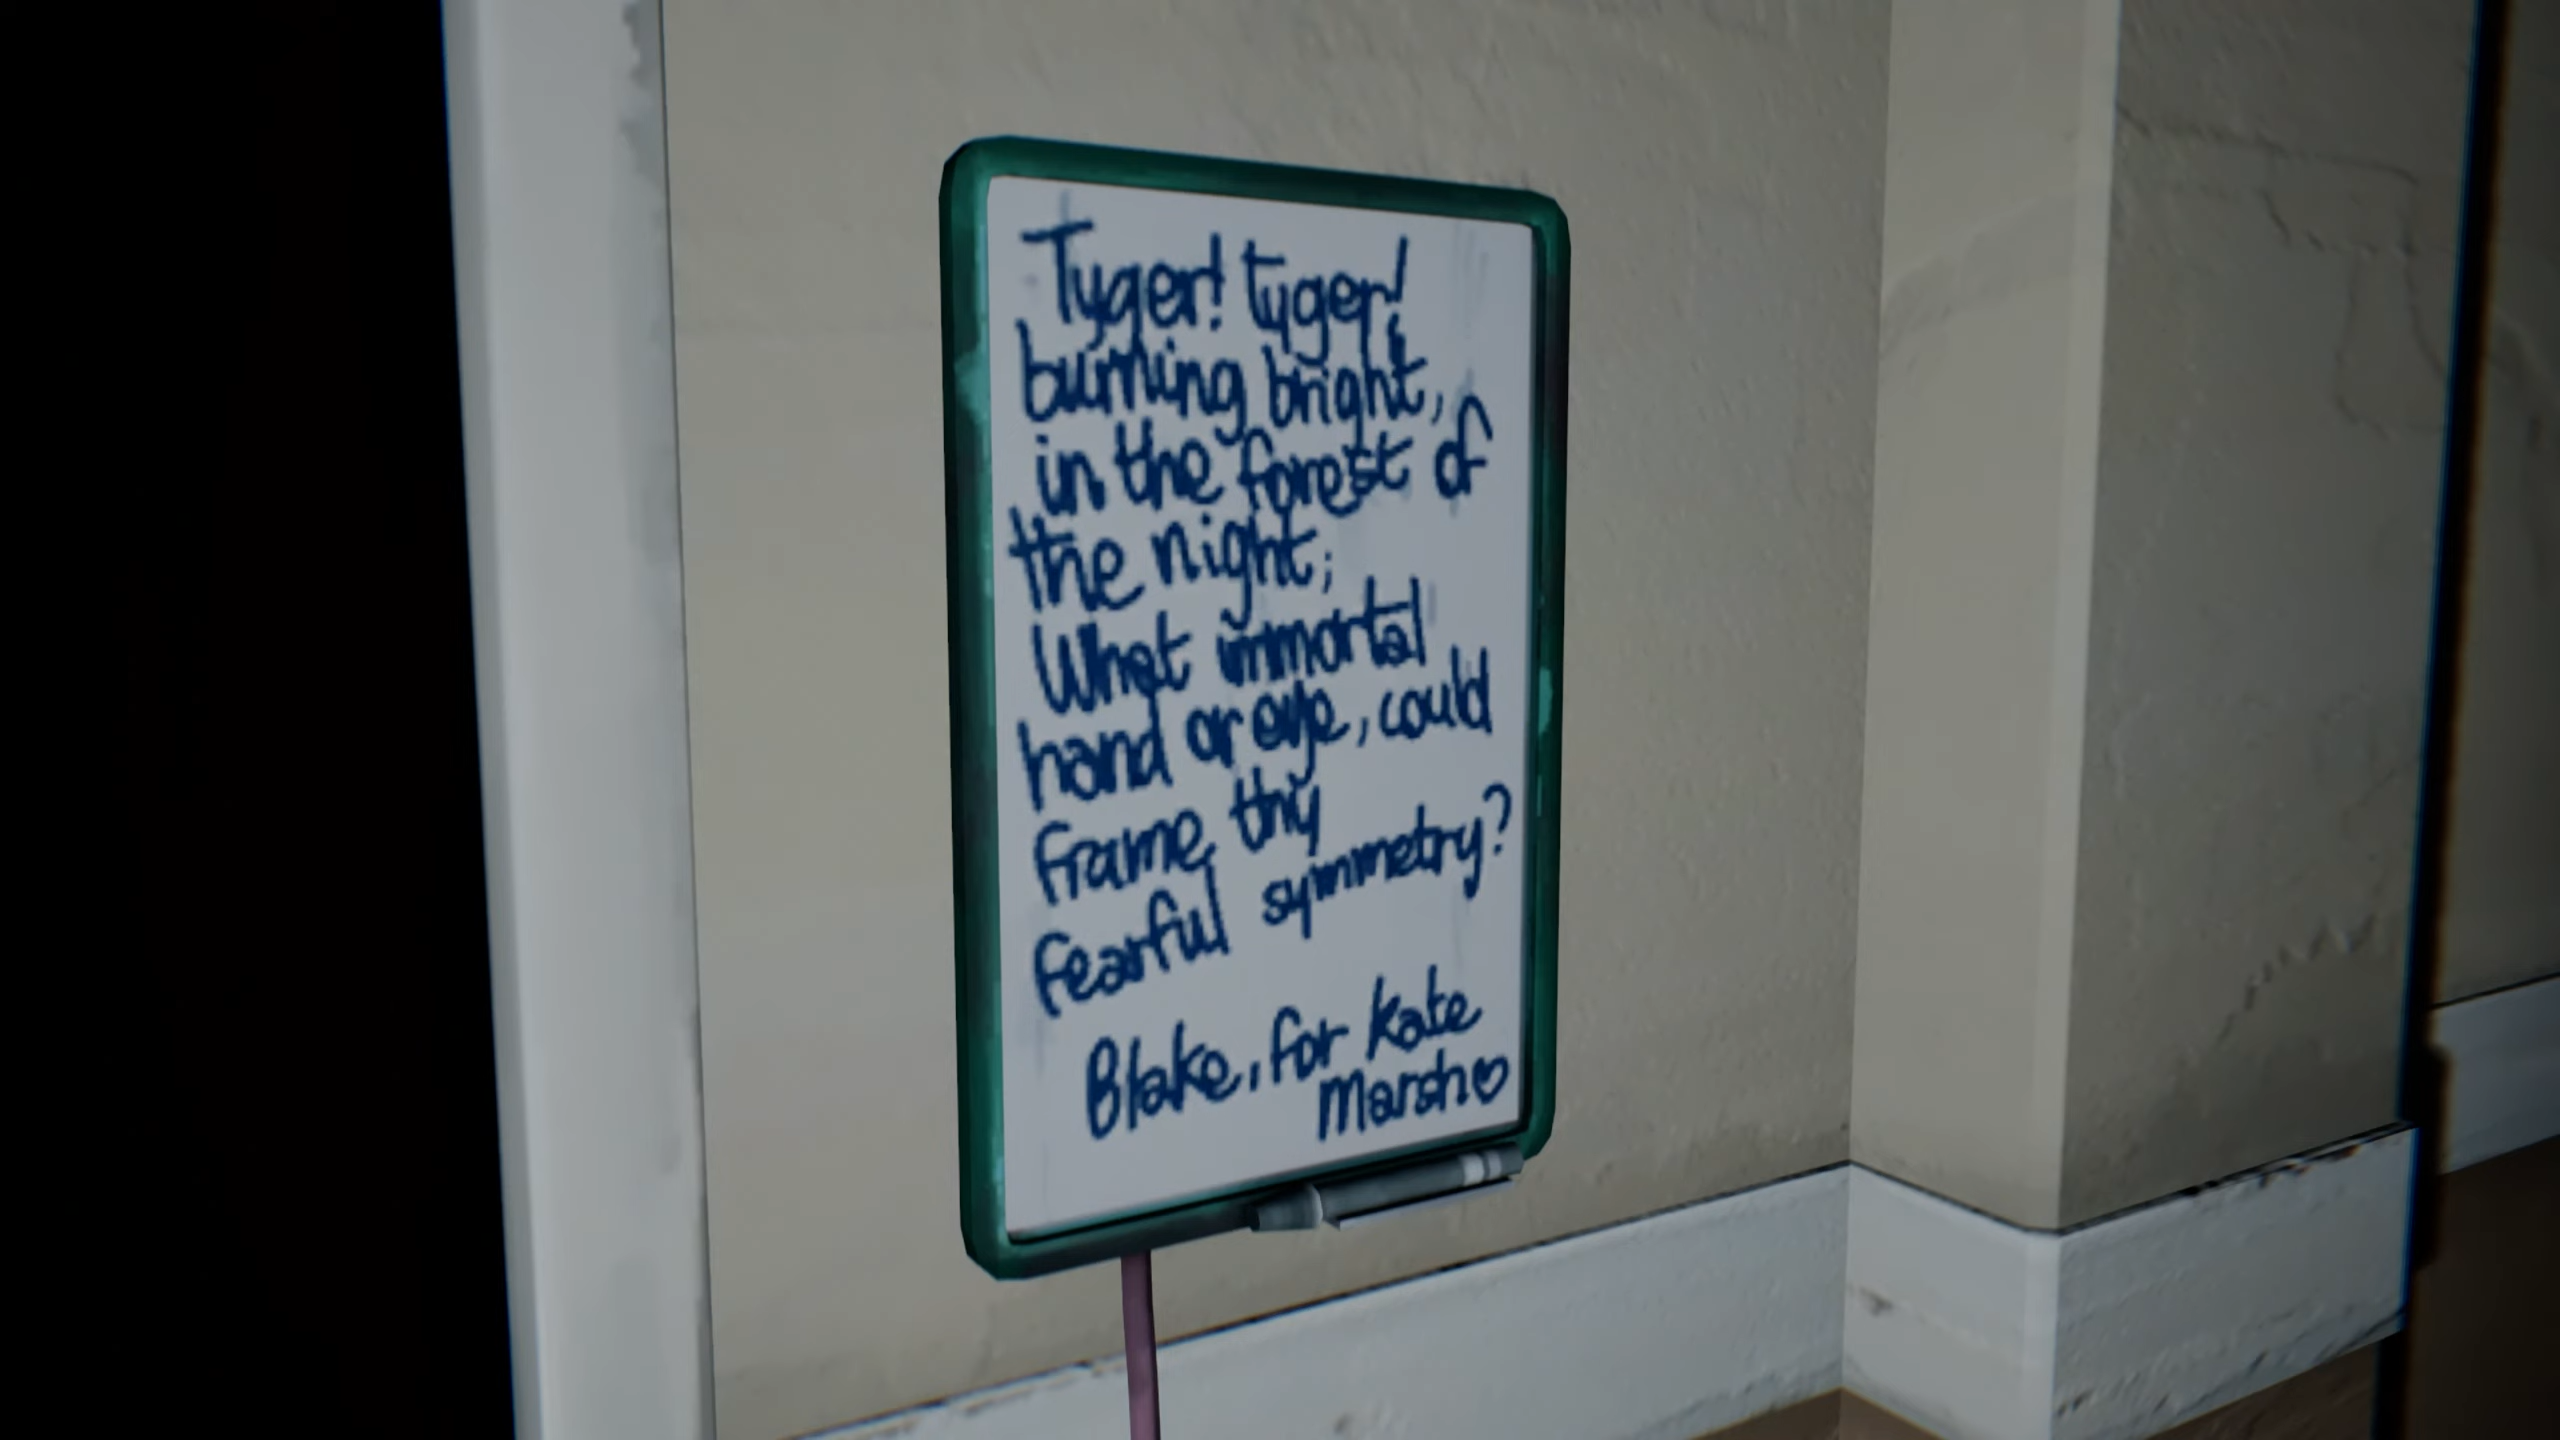 Tyger! tyger!
burning bright,
in the forest of
the night;
What immortal
hand or eye, could
frame thy
fearful symmetry?
Blake, for Kate
Marsh♡